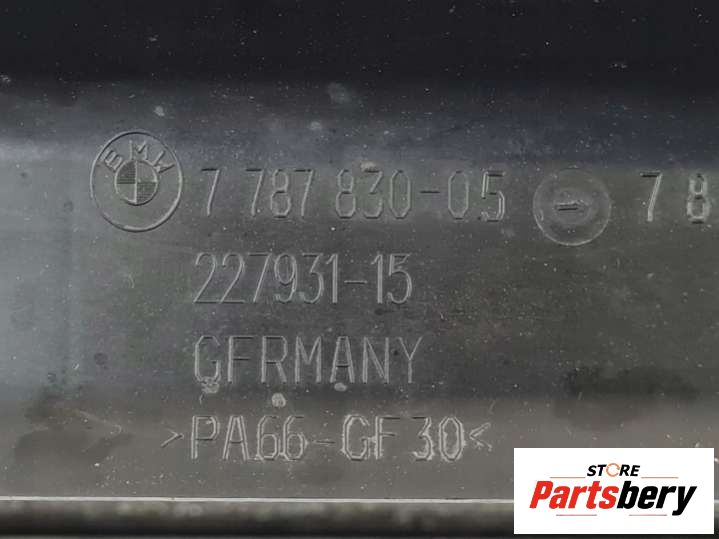 BMW 7 787 830-05 7 8
227931-15
GERMANY
>PA66-GF30<
STORE
Partsbery